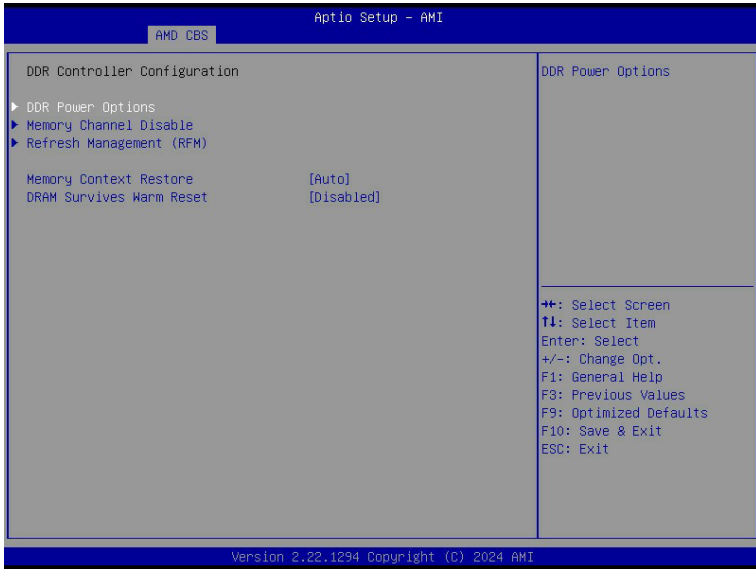 Aptio Setup – AMI
AMD CBS
DDR Controller Configuration
DDR Power Options
Memory Channel Disable
Refresh Management (RFM)
Memory Context Restore [Auto]
DRAM Survives Warm Reset [Disabled]
DDR Power Options
→←: Select Screen
↑↓: Select Item
Enter: Select
+/-: Change Opt.
F1: General Help
F3: Previous Values
F9: Optimized Defaults
F10: Save & Exit
ESC: Exit
Version 2.22.1294 Copyright (C) 2024 AMI